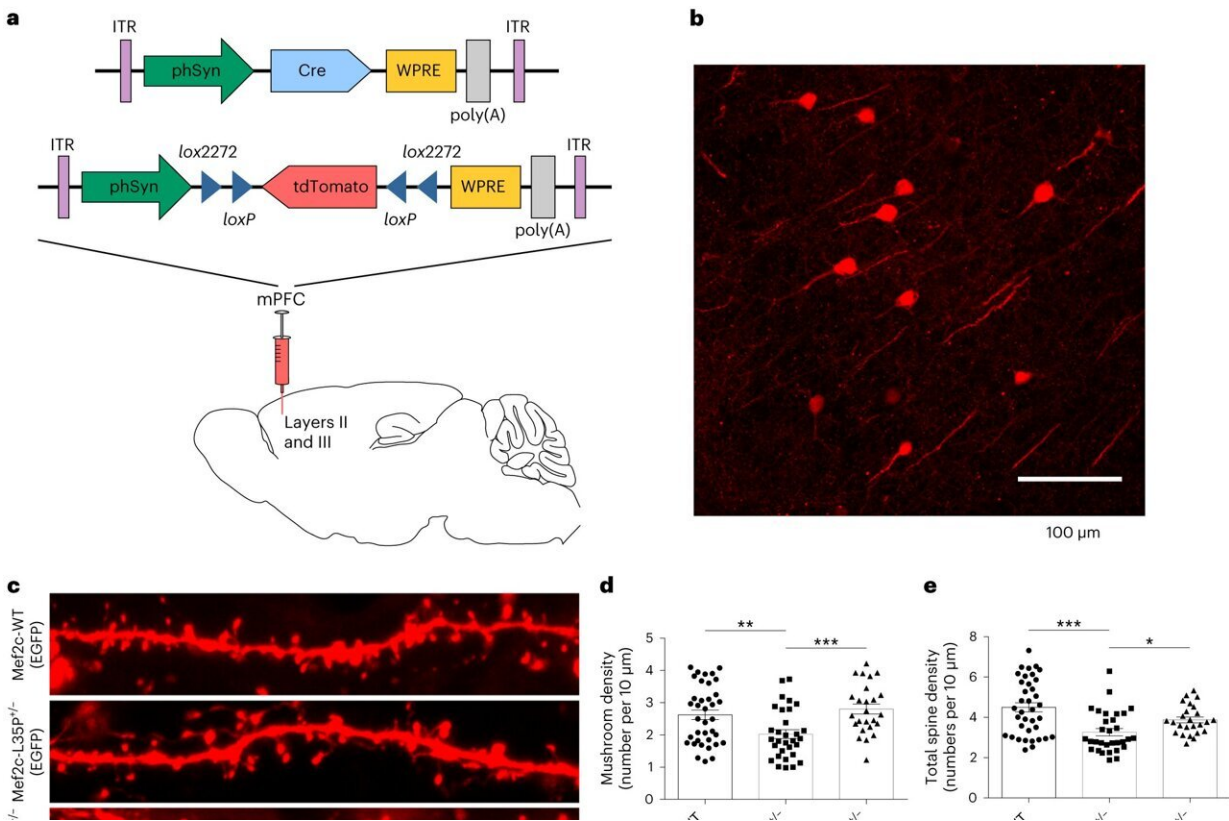 a
ITR
ITR
phSyn
Cre
WPRE
poly(A)
ITR
ITR
lox2272
lox2272
phSyn
tdTomato
WPRE
loxP
loxP
poly(A)
mPFC
Layers II
and III
b
100 µm
c
Mef2c-WT
(EGFP)
Mef2c-L35P+/–
(EGFP)
+/–
d
Mushroom density
(number per 10 µm)
5
4
3
2
1
0
**
***
+/–
+/–
e
Total spine density
(numbers per 10 µm)
8
6
4
2
0
***
*
+/–
+/–